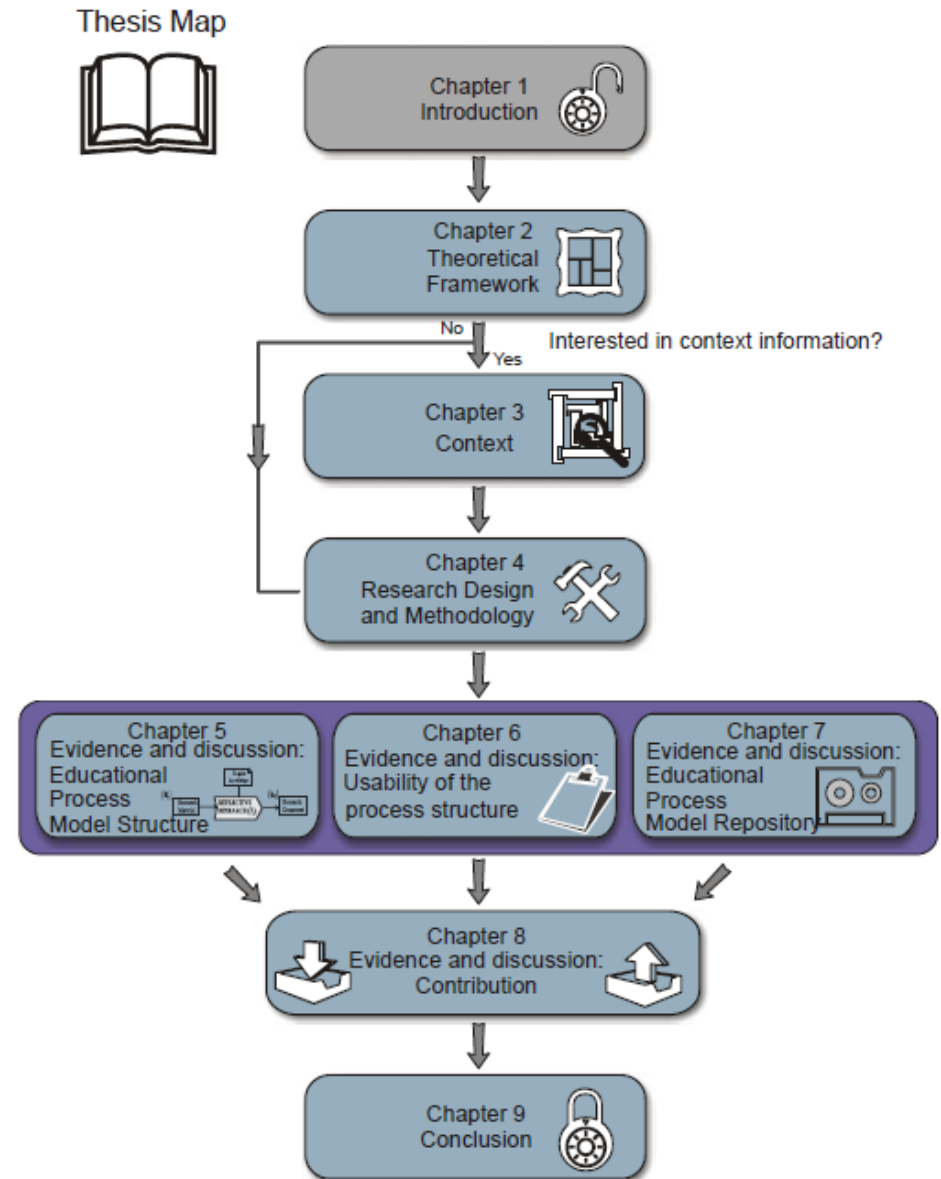 Thesis Map
Chapter 1
Introduction
Chapter 2
Theoretical
Framework
No
Yes
Interested in context information?
Chapter 3
Context
Chapter 4
Research Design
and Methodology
Chapter 5
Evidence and discussion:
Educational
Process
Model Structure
Chapter 6
Evidence and discussion:
Usability of the
process structure
Chapter 7
Evidence and discussion:
Educational
Process
Model Repository
Chapter 8
Evidence and discussion:
Contribution
Chapter 9
Conclusion